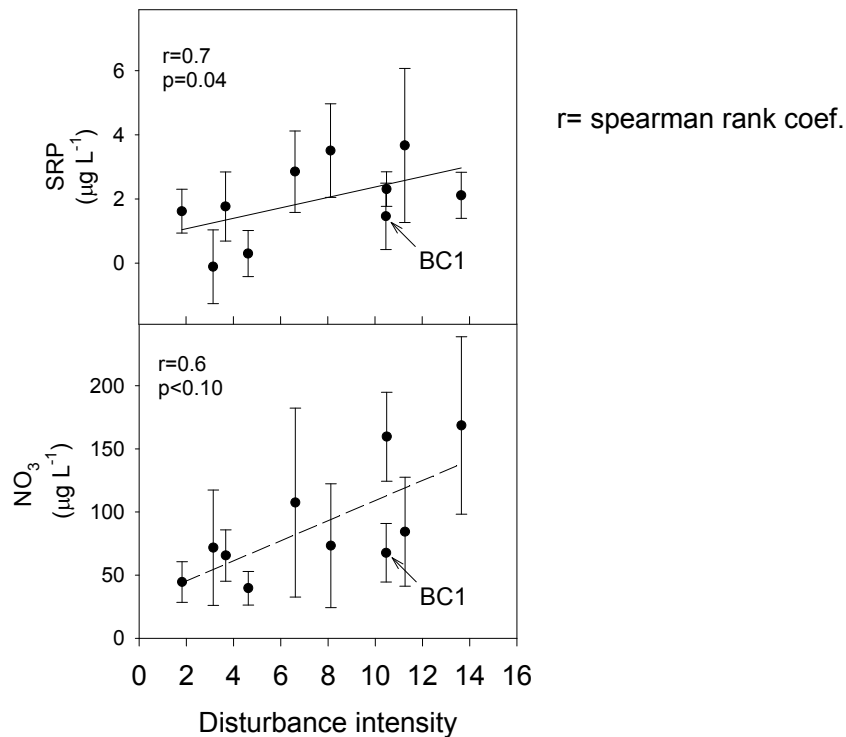 r=0.7
p=0.04
6
4
2
0
SRP
(µg L⁻¹)
BC1
r= spearman rank coef.
r=0.6
p<0.10
200
150
100
50
0
NO₃
(µg L⁻¹)
BC1
0 2 4 6 8 10 12 14 16
Disturbance intensity